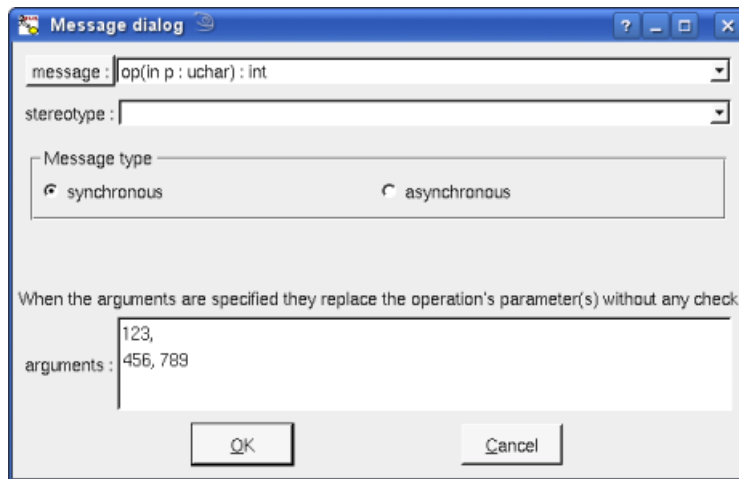 Message dialog
message : op(in p : uchar) : int
stereotype :
Message type
synchronous asynchronous
When the arguments are specified they replace the operation's parameter(s) without any check
arguments :
123,
456, 789
OK Cancel